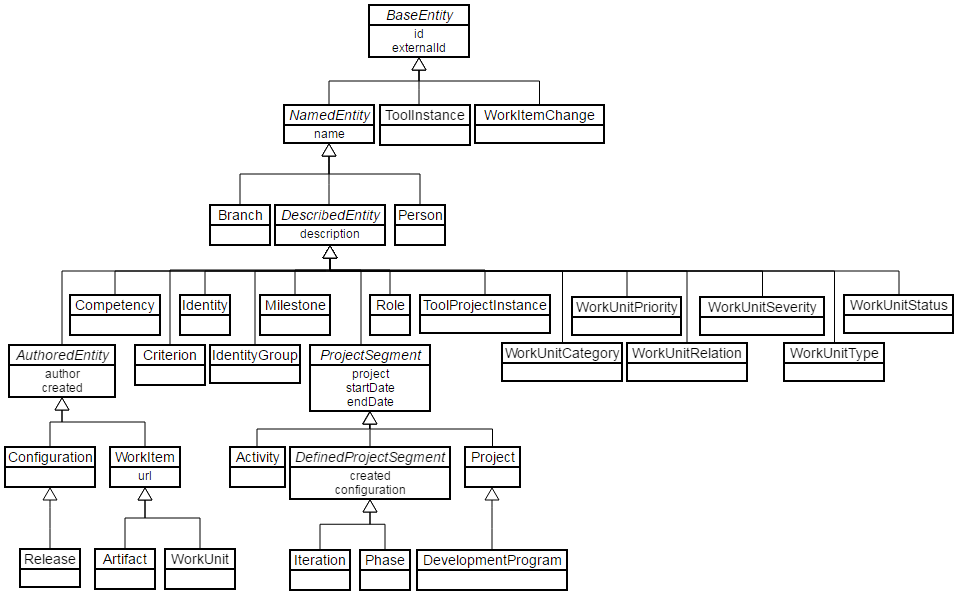 BaseEntity
id
externalId
NamedEntity
name
ToolInstance
WorkItemChange
Branch
DescribedEntity
description
Person
Competency
Identity
Milestone
Role
ToolProjectInstance
WorkUnitPriority
WorkUnitSeverity
WorkUnitStatus
AuthoredEntity
author
created
Criterion
IdentityGroup
ProjectSegment
project
startDate
endDate
WorkUnitCategory
WorkUnitRelation
WorkUnitType
Configuration
WorkItem
url
Activity
DefinedProjectSegment
created
configuration
Project
Release
Artifact
WorkUnit
Iteration
Phase
DevelopmentProgram